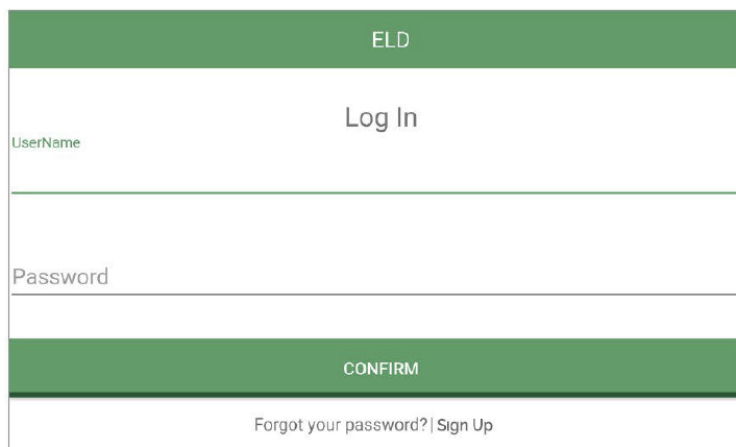 ELD
Log In
UserName
Password
CONFIRM
Forgot your password?| Sign Up